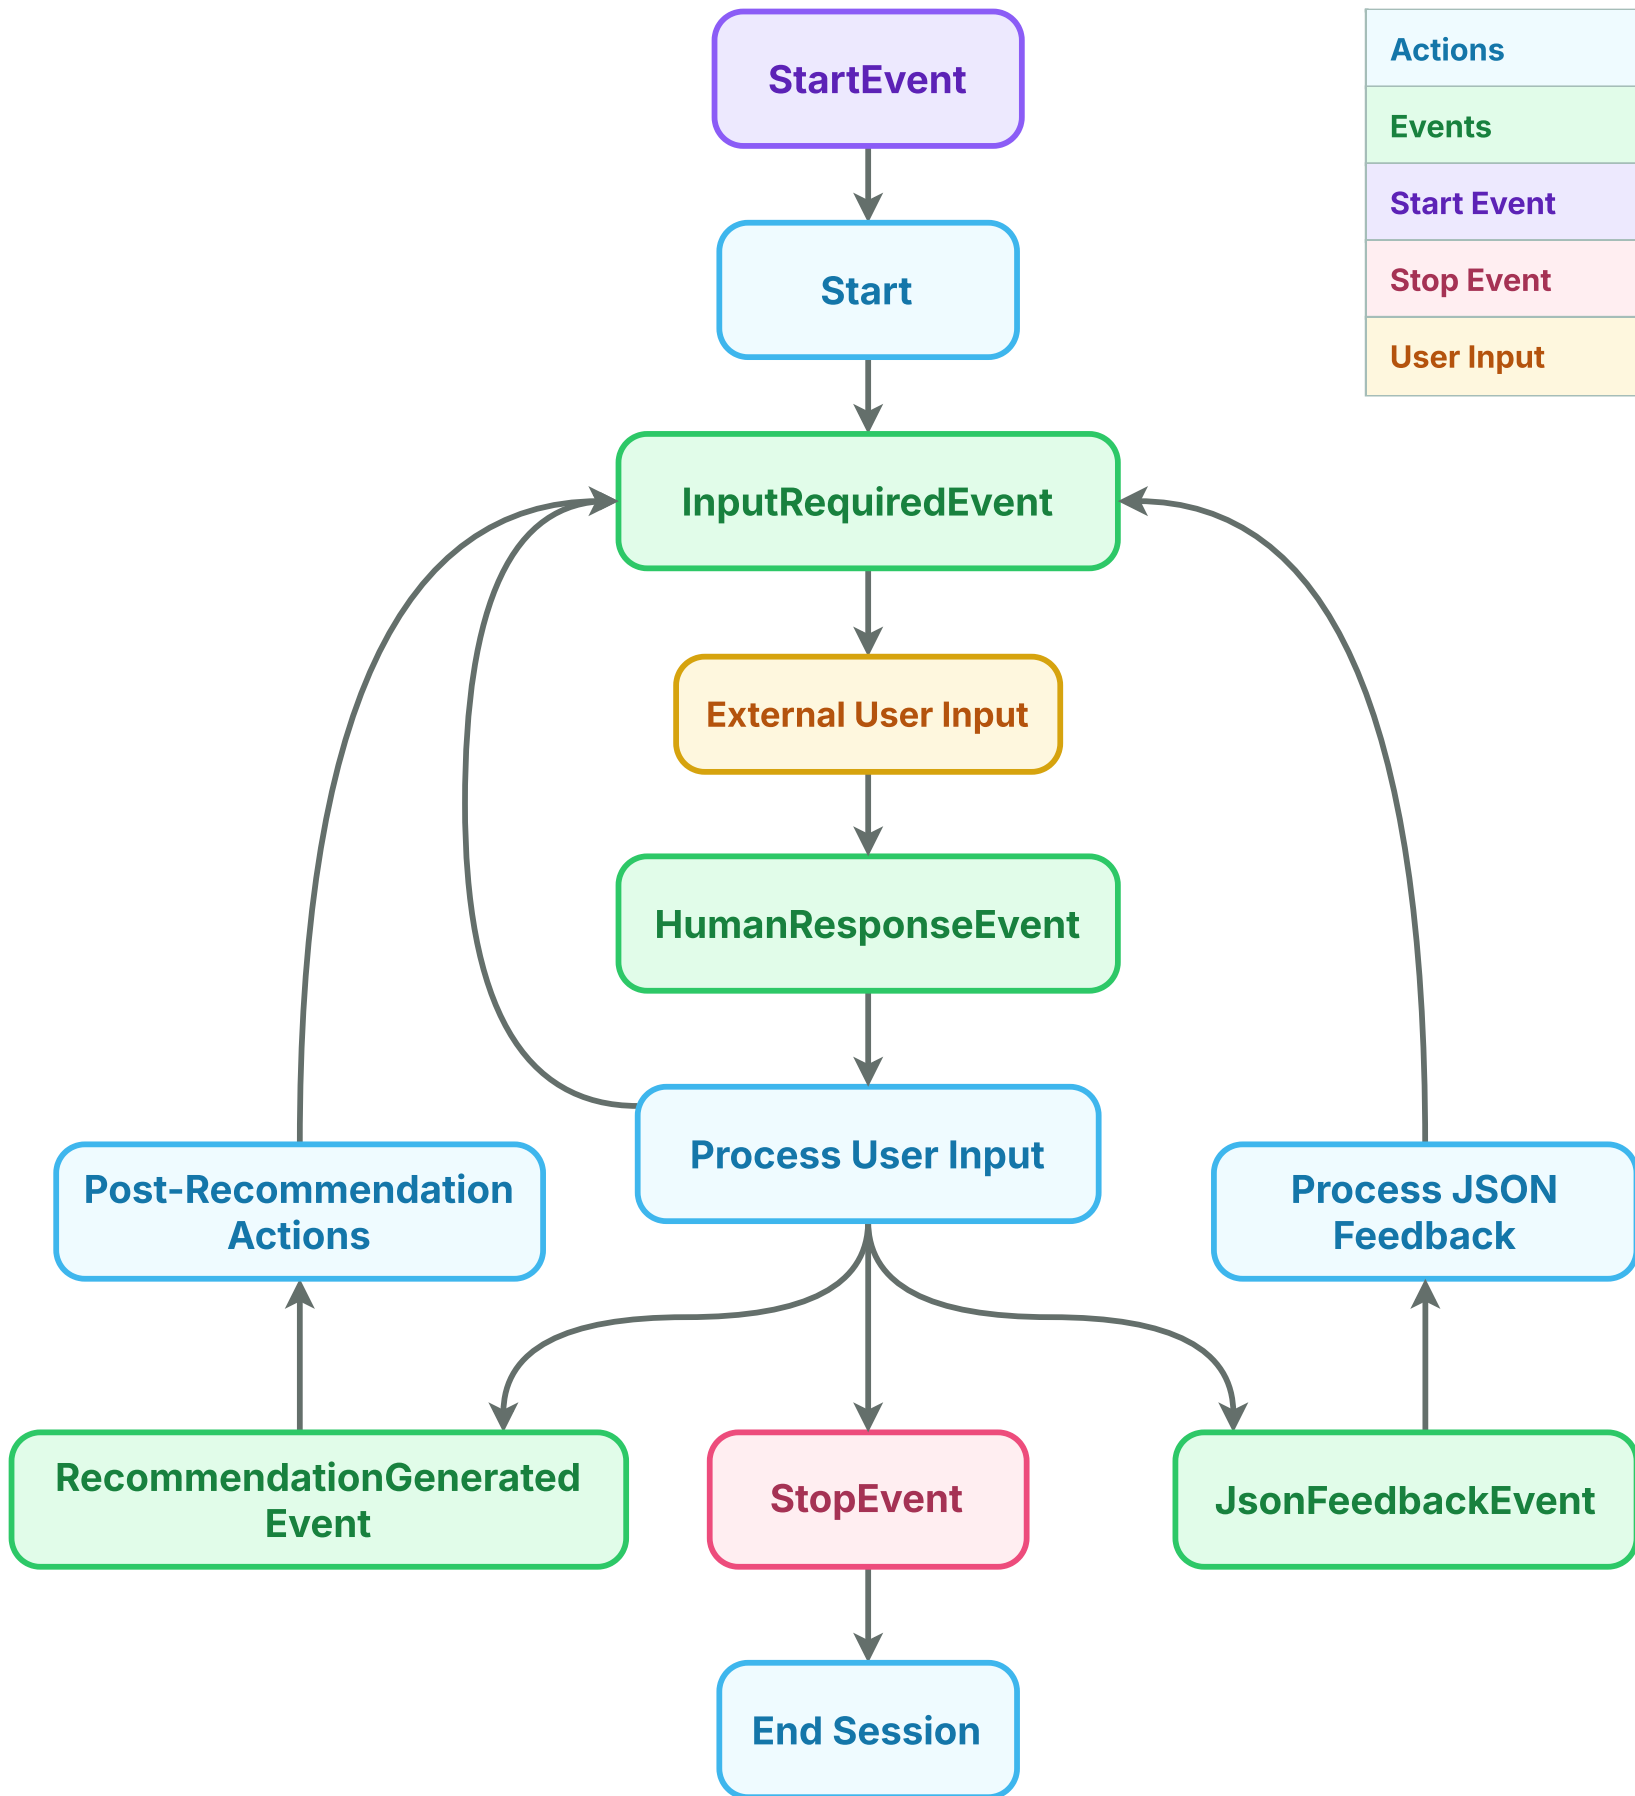 StartEvent
Actions
Events
Start Event
Stop Event
User Input
Start
InputRequiredEvent
External User Input
HumanResponseEvent
Process User Input
Post-Recommendation
Actions
Process JSON
Feedback
RecommendationGenerated
Event
StopEvent
JsonFeedbackEvent
End Session